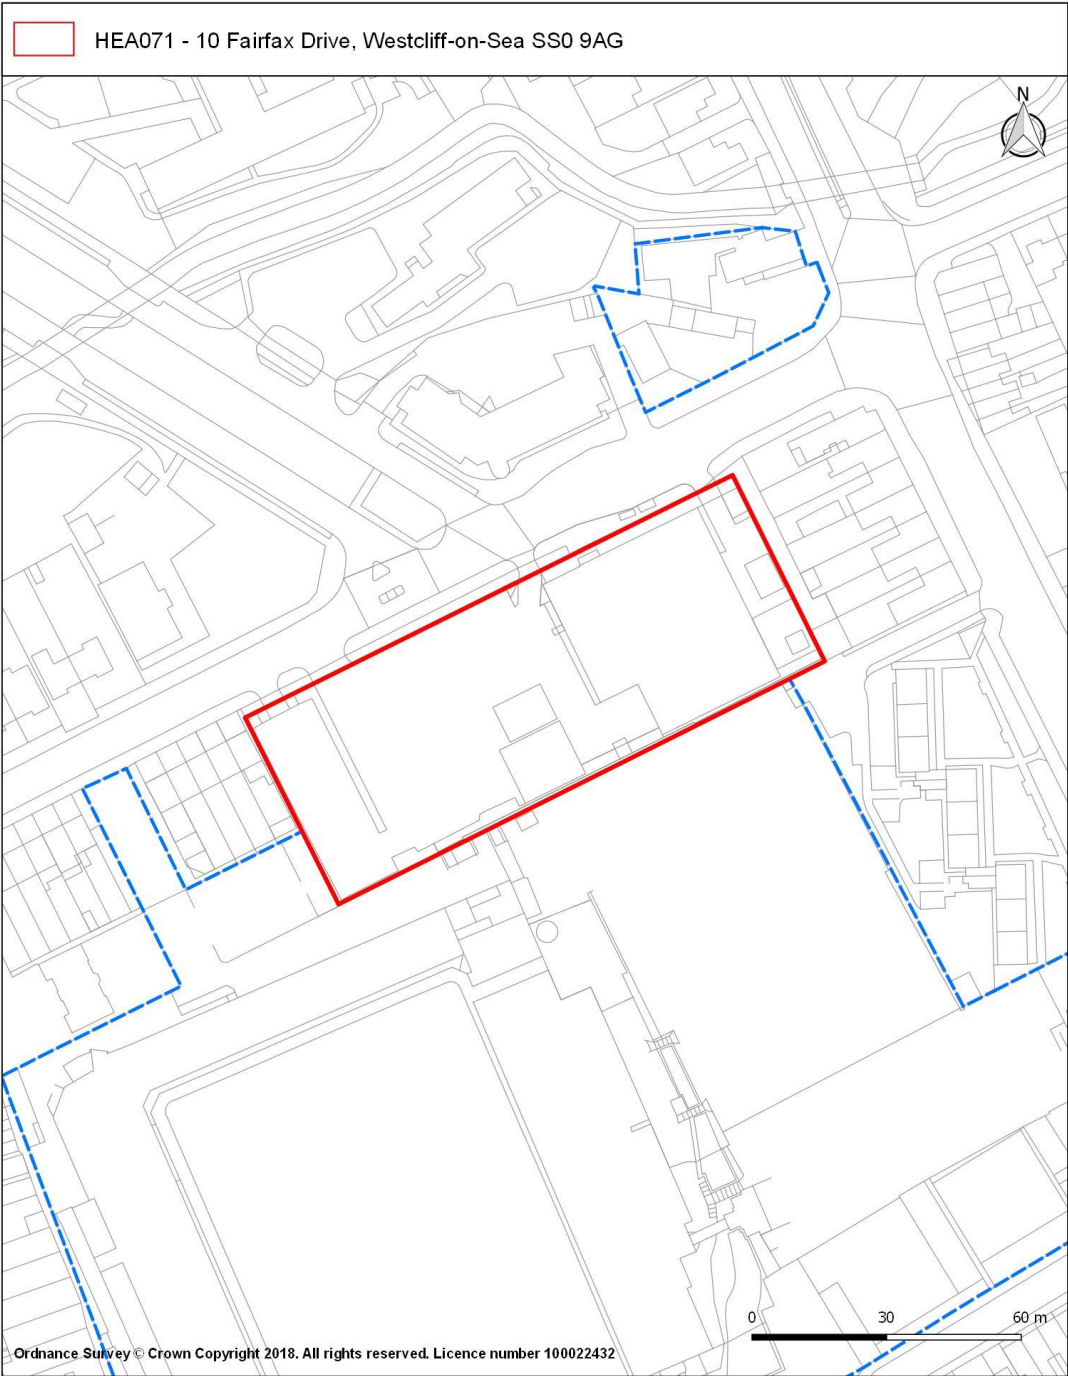 HEA071 - 10 Fairfax Drive, Westcliff-on-Sea SS0 9AG
N
0 30 60 m
Ordnance Survey © Crown Copyright 2018. All rights reserved. Licence number 100022432